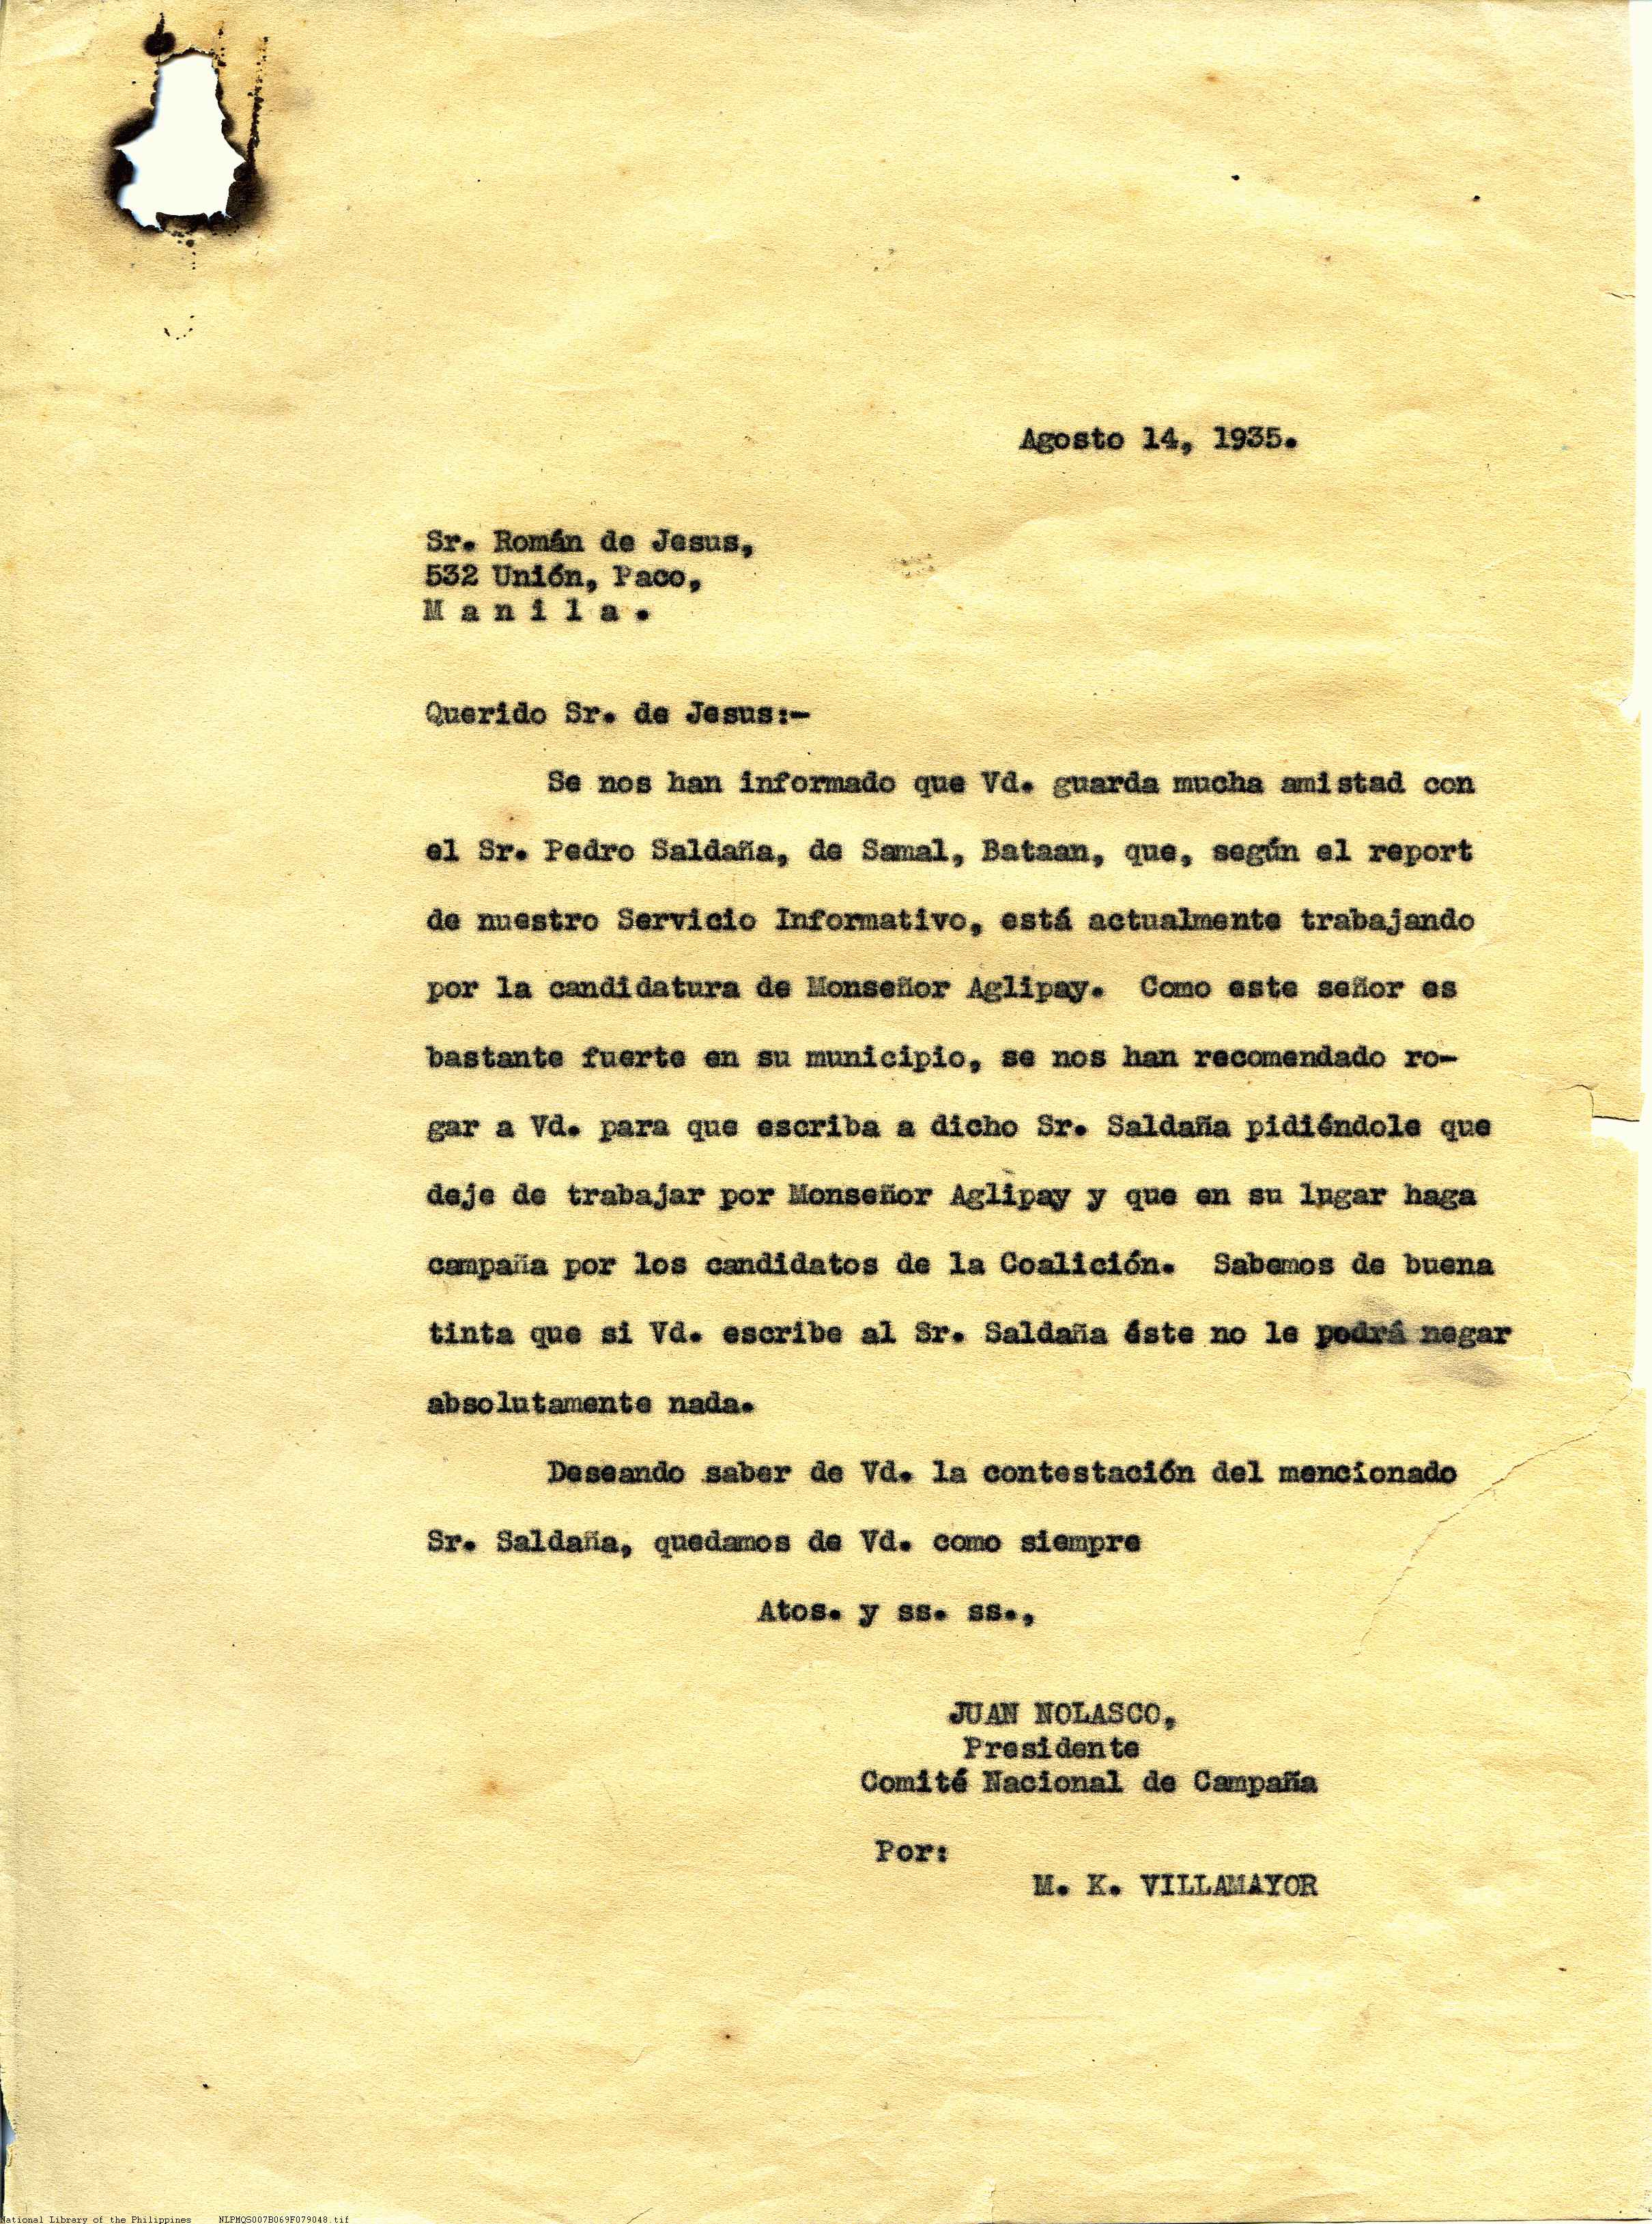 Agosto 14, 1935.
Sr. Román de Jesus,
532 Unión, Paco,
M a n i l a .
Querido Sr. de Jesus:-
Se nos han informado que Vd. guarda mucha amistad con
el Sr. Pedro Saldaña, de Samal, Bataan, que, según el report
de nuestro Servicio Informativo, está actualmente trabajando
por la candidatura de Monseñor Aglipay. Como este señor es
bastante fuerte en su municipio, se nos han recomendado ro-
gar a Vd. para que escriba a dicho Sr. Saldaña pidiéndole que
deje de trabajar por Monseñor Aglipay y que en su lugar haga
campaña por los candidatos de la Coalición. Sabemos de buena
tinta que si Vd. escribe al Sr. Saldaña éste no le podrá negar
absolutamente nada.
Deseando saber de Vd. la contestación del mencionado
Sr. Saldaña, quedamos de Vd. como siempre
Atos. y ss. ss.,
JUAN NOLASCO,
Presidente
Comité Nacional de Campaña
Por:
M. K. VILLAMAYOR
National Library of the Philippines NLPMQS007B069F079048.tif